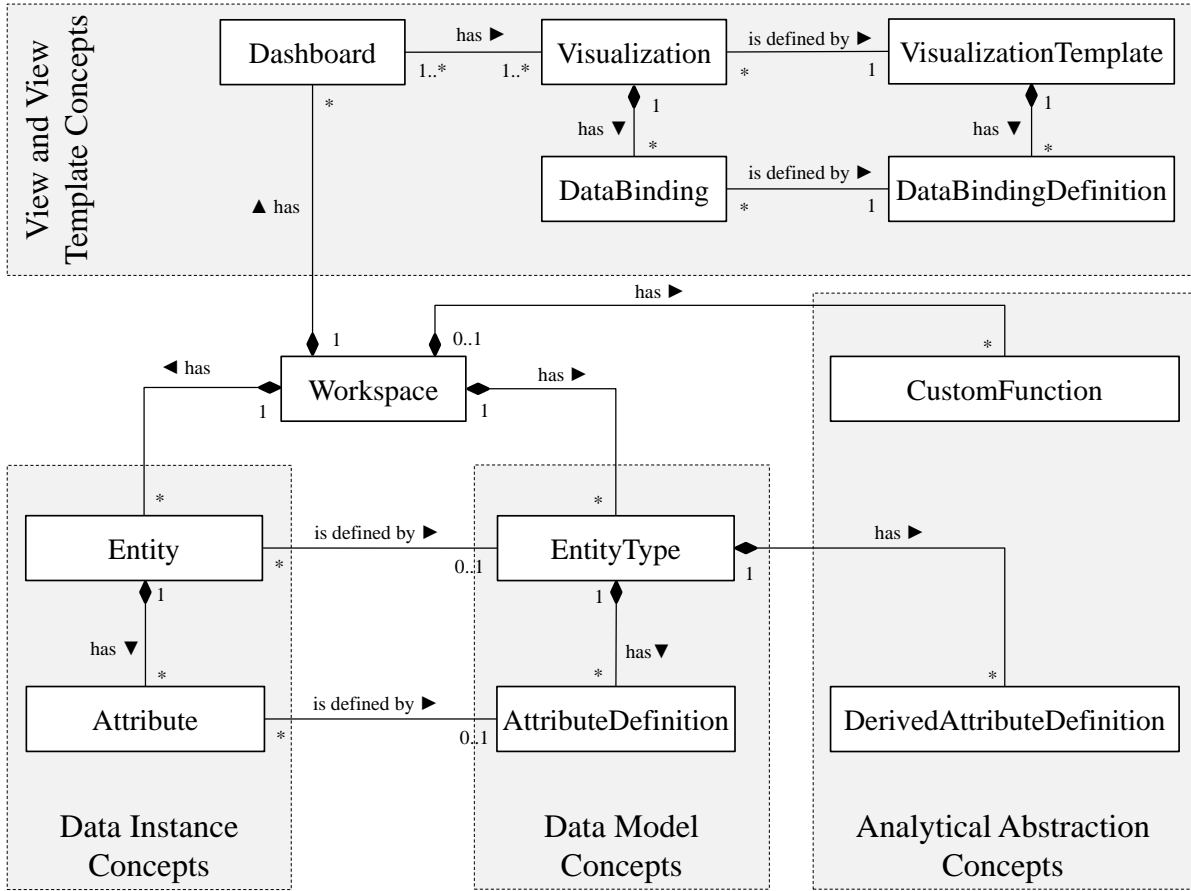 View and View
Template Concepts
Dashboard
has ►
1..*
1..*
Visualization
is defined by ►
*
1
VisualizationTemplate
*
1
has ▼
*
1
has ▼
*
DataBinding
is defined by ►
*
1
DataBindingDefinition
▲ has
1
has ►
0..1
*
◄ has
1
Workspace
has ►
1
CustomFunction
*
*
Entity
is defined by ►
*
0..1
EntityType
has ►
1
1
1
has ▼
*
has▼
*
*
Attribute
is defined by ►
*
0..1
AttributeDefinition
DerivedAttributeDefinition
Data Instance
Concepts
Data Model
Concepts
Analytical Abstraction
Concepts